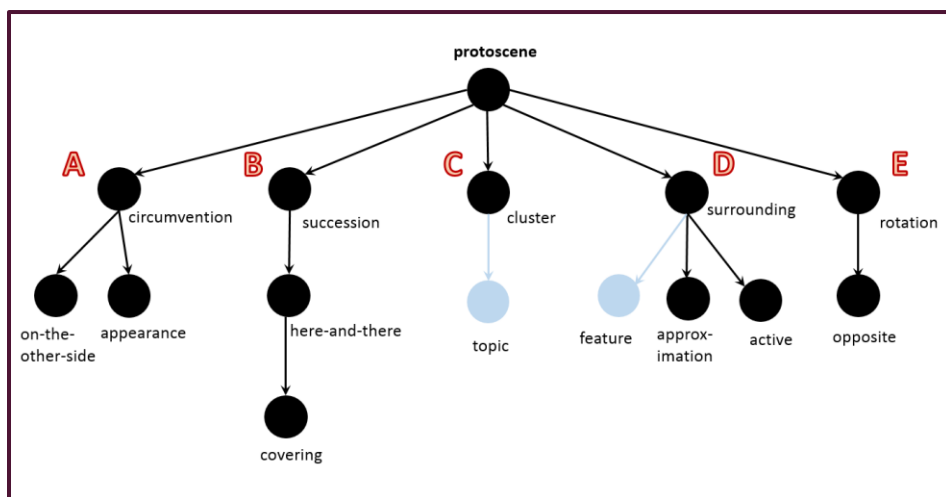 protoscene
A
B
C
D
E
circumvention
succession
cluster
surrounding
rotation
on-the-
other-side
appearance
here-and-there
topic
feature
approx-
imation
active
opposite
covering